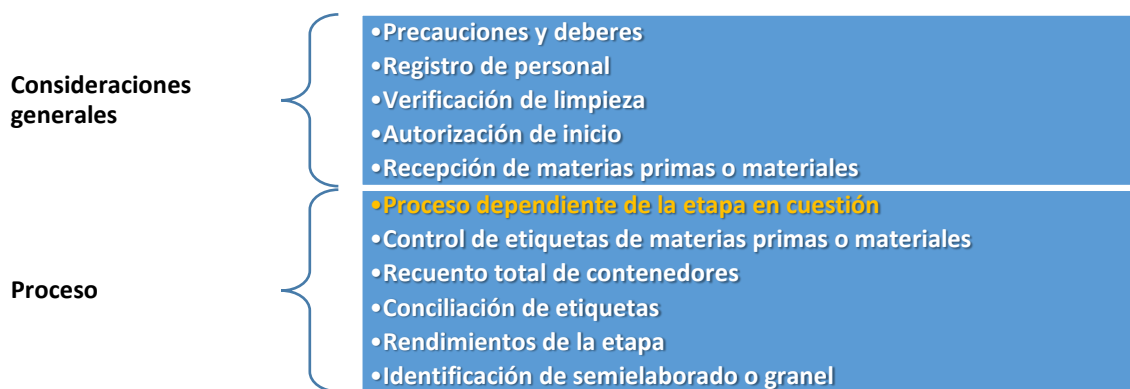 Consideraciones
generales
•Precauciones y deberes
•Registro de personal
•Verificación de limpieza
•Autorización de inicio
•Recepción de materias primas o materiales
Proceso
•Proceso dependiente de la etapa en cuestión
•Control de etiquetas de materias primas o materiales
•Recuento total de contenedores
•Conciliación de etiquetas
•Rendimientos de la etapa
•Identificación de semielaborado o granel